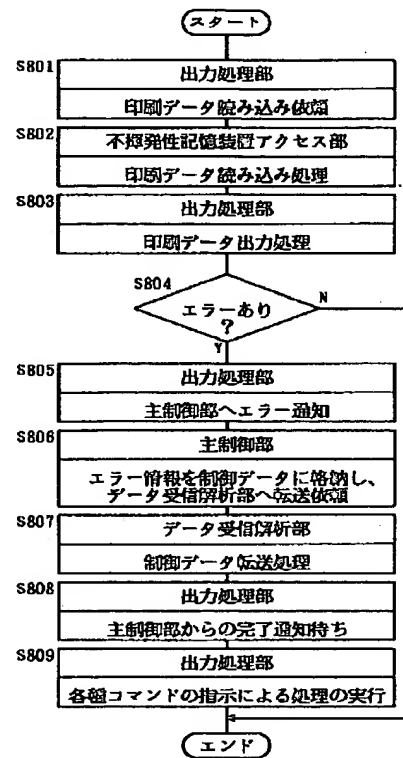 スタート
S801
出力処理部
印刷データ読み込み依頼
S802
不揮発性記憶装置アクセス部
印刷データ読み込み処理
S803
出力処理部
印刷データ出力処理
S804
エラーあり
?
N
Y
S805
出力処理部
主制御部へエラー通知
S806
主制御部
エラー情報を制御データに格納し、
データ受信解析部へ転送依頼
S807
データ受信解析部
制御データ転送処理
S808
出力処理部
主制御部からの完了通知待ち
S809
出力処理部
各種コマンドの指示による処理の実行
エンド